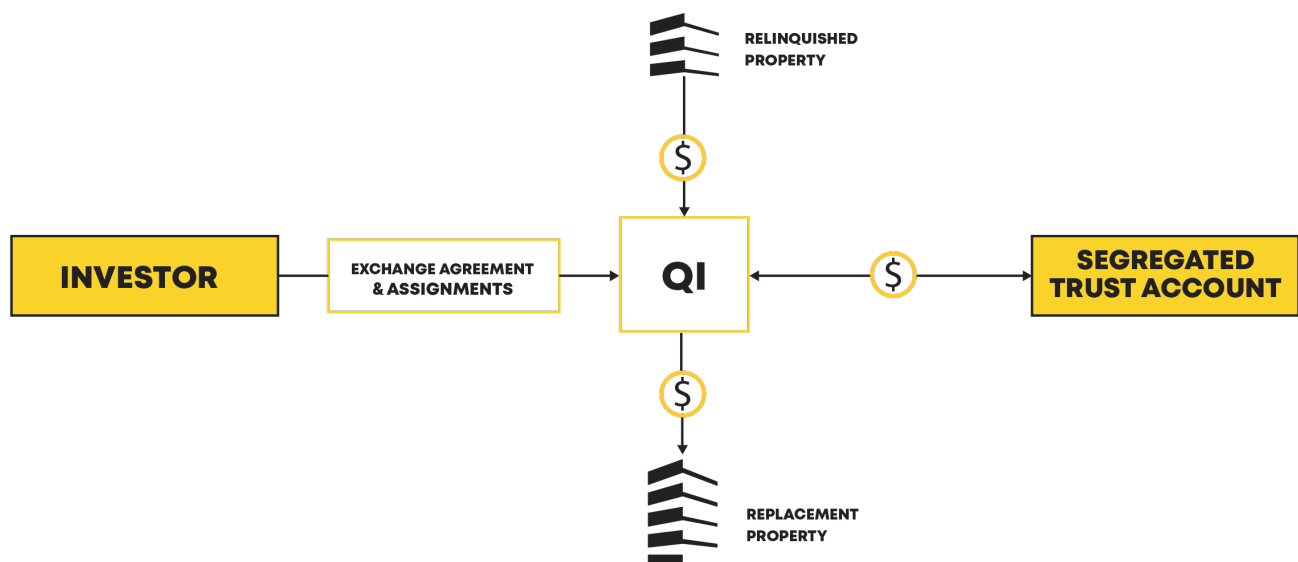 RELINQUISHED
PROPERTY
$
INVESTOR
EXCHANGE AGREEMENT
& ASSIGNMENTS
QI
$
SEGREGATED
TRUST ACCOUNT
$
REPLACEMENT
PROPERTY